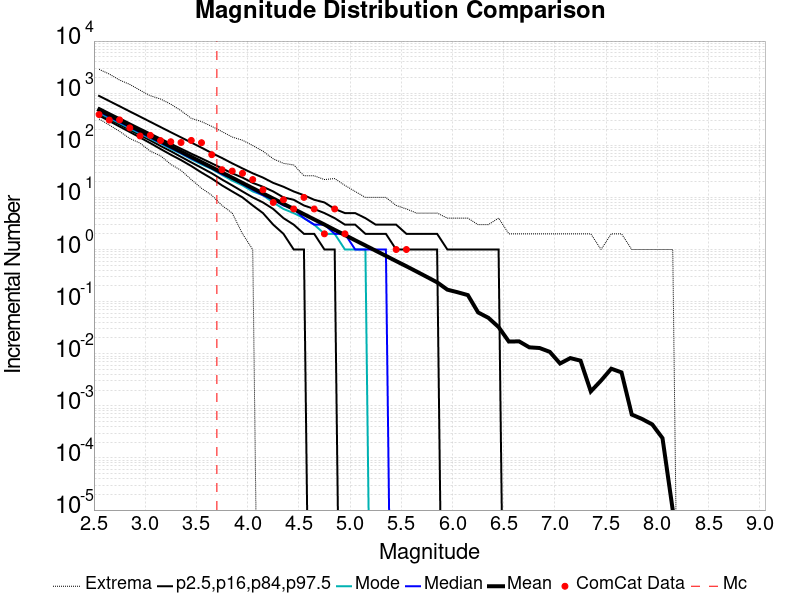 Magnitude Distribution Comparison
10^4
10^3
10^2
10^1
10^0
10^-1
10^-2
10^-3
10^-4
10^-5
Incremental Number
2.5 3.0 3.5 4.0 4.5 5.0 5.5 6.0 6.5 7.0 7.5 8.0 8.5 9.0
Magnitude
Extrema p2.5,p16,p84,p97.5 Mode Median Mean ComCat Data Mc